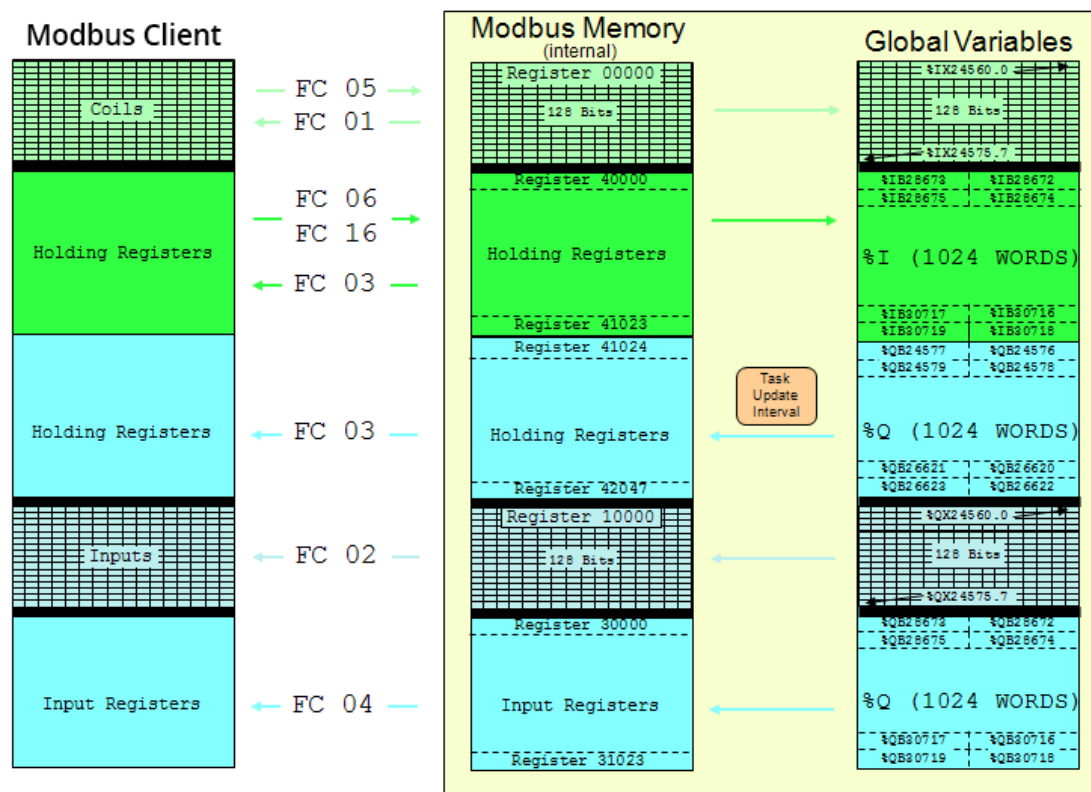 Modbus Client
Coils
Holding Registers
Holding Registers
Inputs
Input Registers
FC 05
FC 01
FC 06
FC 16
FC 03
FC 03
FC 02
FC 04
Modbus Memory
(internal)
Register 00000
128 Bits
Register 40000
Holding Registers
Register 41023
Register 41024
Holding Registers
Register 42047
Register 10000
128 Bits
Register 30000
Input Registers
Register 31023
Task
Update
Interval
Global Variables
%IX24560.0
128 Bits
%IX24575.7
%IB28673 %IB28672
%IB28675 %IB28674
%I (1024 WORDS)
%IB30717 %IB30716
%IB30719 %IB30718
%QB24577 %QB24576
%QB24579 %QB24578
%Q (1024 WORDS)
%QB26621 %QB26620
%QB26623 %QB26622
%QX24560.0
128 Bits
%QX24575.7
%QB28673 %QB28672
%QB28675 %QB28674
%Q (1024 WORDS)
%QB30717 %QB30716
%QB30719 %QB30718